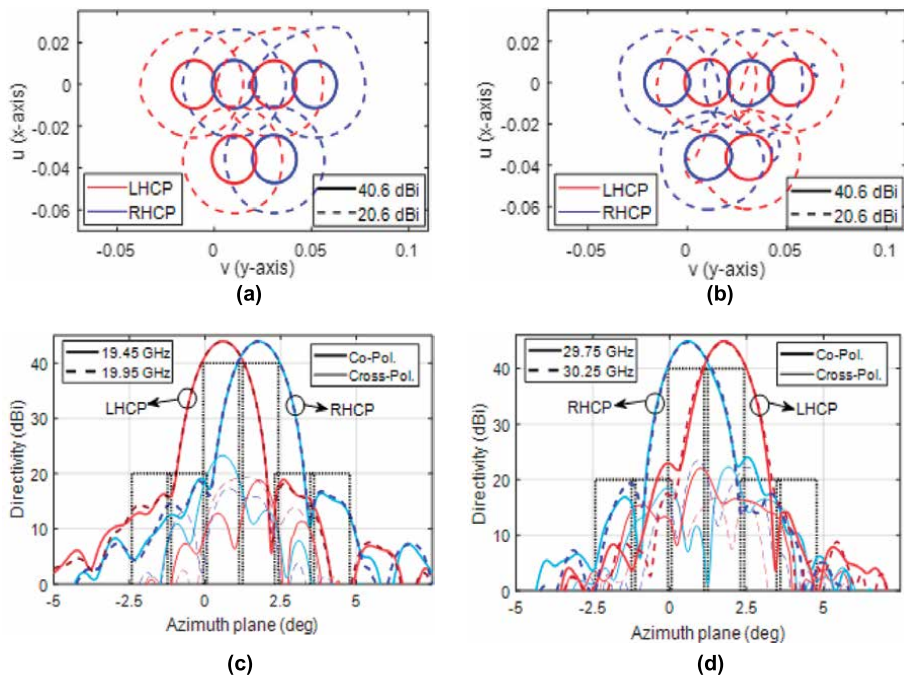 0.02
0
-0.02
-0.04
-0.06
u (x-axis)
LHCP
RHCP
40.6 dBi
20.6 dBi
-0.05
0
0.05
0.1
v (y-axis)
(a)
0.02
0
-0.02
-0.04
-0.06
u (x-axis)
LHCP
RHCP
40.6 dBi
20.6 dBi
-0.05
0
0.05
0.1
v (y-axis)
(b)
40
30
20
10
0
Directivity (dBi)
19.45 GHz
19.95 GHz
Co-Pol.
Cross-Pol.
LHCP
RHCP
-5
-2.5
0
2.5
5
Azimuth plane (deg)
(c)
40
30
20
10
0
Directivity (dBi)
29.75 GHz
30.25 GHz
Co-Pol.
Cross-Pol.
RHCP
LHCP
-5
-2.5
0
2.5
5
Azimuth plane (deg)
(d)